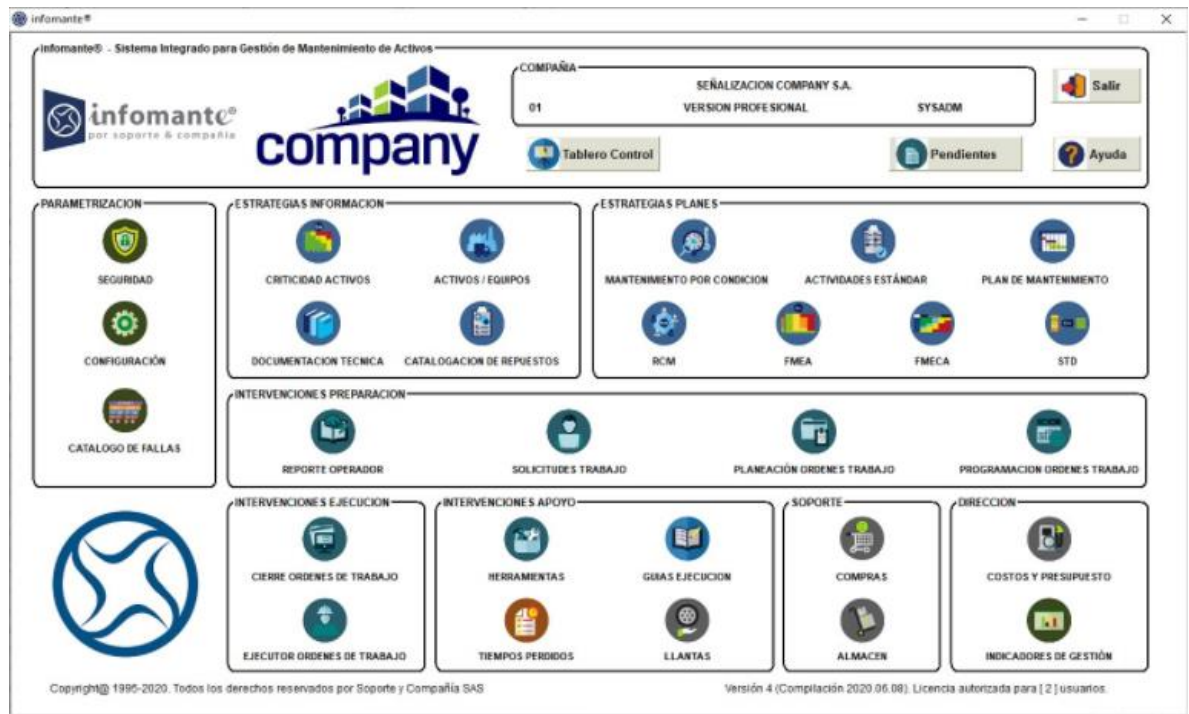 infomante®
infomante® - Sistema Integrado para Gestión de Mantenimiento de Activos
infomante®
por soporte & compañia
company
COMPAÑIA
SEÑALIZACION COMPANY S.A.
01 VERSION PROFESIONAL SYSADM
Salir
Tablero Control
Pendientes
Ayuda
PARAMETRIZACION
SEGURIDAD
CONFIGURACIÓN
CATALOGO DE FALLAS
ESTRATEGIAS INFORMACION
CRITICIDAD ACTIVOS
ACTIVOS / EQUIPOS
DOCUMENTACION TECNICA
CATALOGACION DE REPUESTOS
ESTRATEGIAS PLANES
MANTENIMIENTO POR CONDICION
ACTIVIDADES ESTÁNDAR
PLAN DE MANTENIMIENTO
RCM
FMEA
FMECA
STD
INTERVENCIONES PREPARACION
REPORTE OPERADOR
SOLICITUDES TRABAJO
PLANEACIÓN ORDENES TRABAJO
PROGRAMACION ORDENES TRABAJO
INTERVENCIONES EJECUCION
CIERRE ORDENES DE TRABAJO
EJECUTOR ORDENES DE TRABAJO
INTERVENCIONES APOYO
HERRAMIENTAS
GUIAS EJECUCION
TIEMPOS PERDIDOS
LLANTAS
SOPORTE
COMPRAS
ALMACEN
DIRECCION
COSTOS Y PRESUPUESTO
INDICADORES DE GESTIÓN
Copyright@ 1995-2020. Todos los derechos reservados por Soporte y Compañía SAS
Versión 4 (Compilación 2020.06.08). Licencia autorizada para [ 2 ] usuarios.